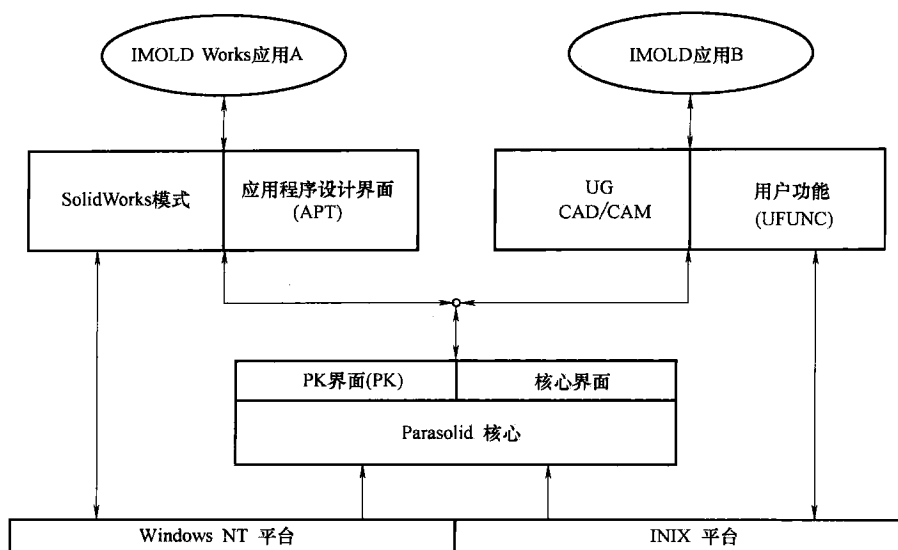 IMOLD Works应用A
IMOLD应用B
SolidWorks模式
应用程序设计界面
(APT)
UG
CAD/CAM
用户功能
(UFUNC)
PK界面(PK)
核心界面
Parasolid 核心
Windows NT 平台
INIX 平台